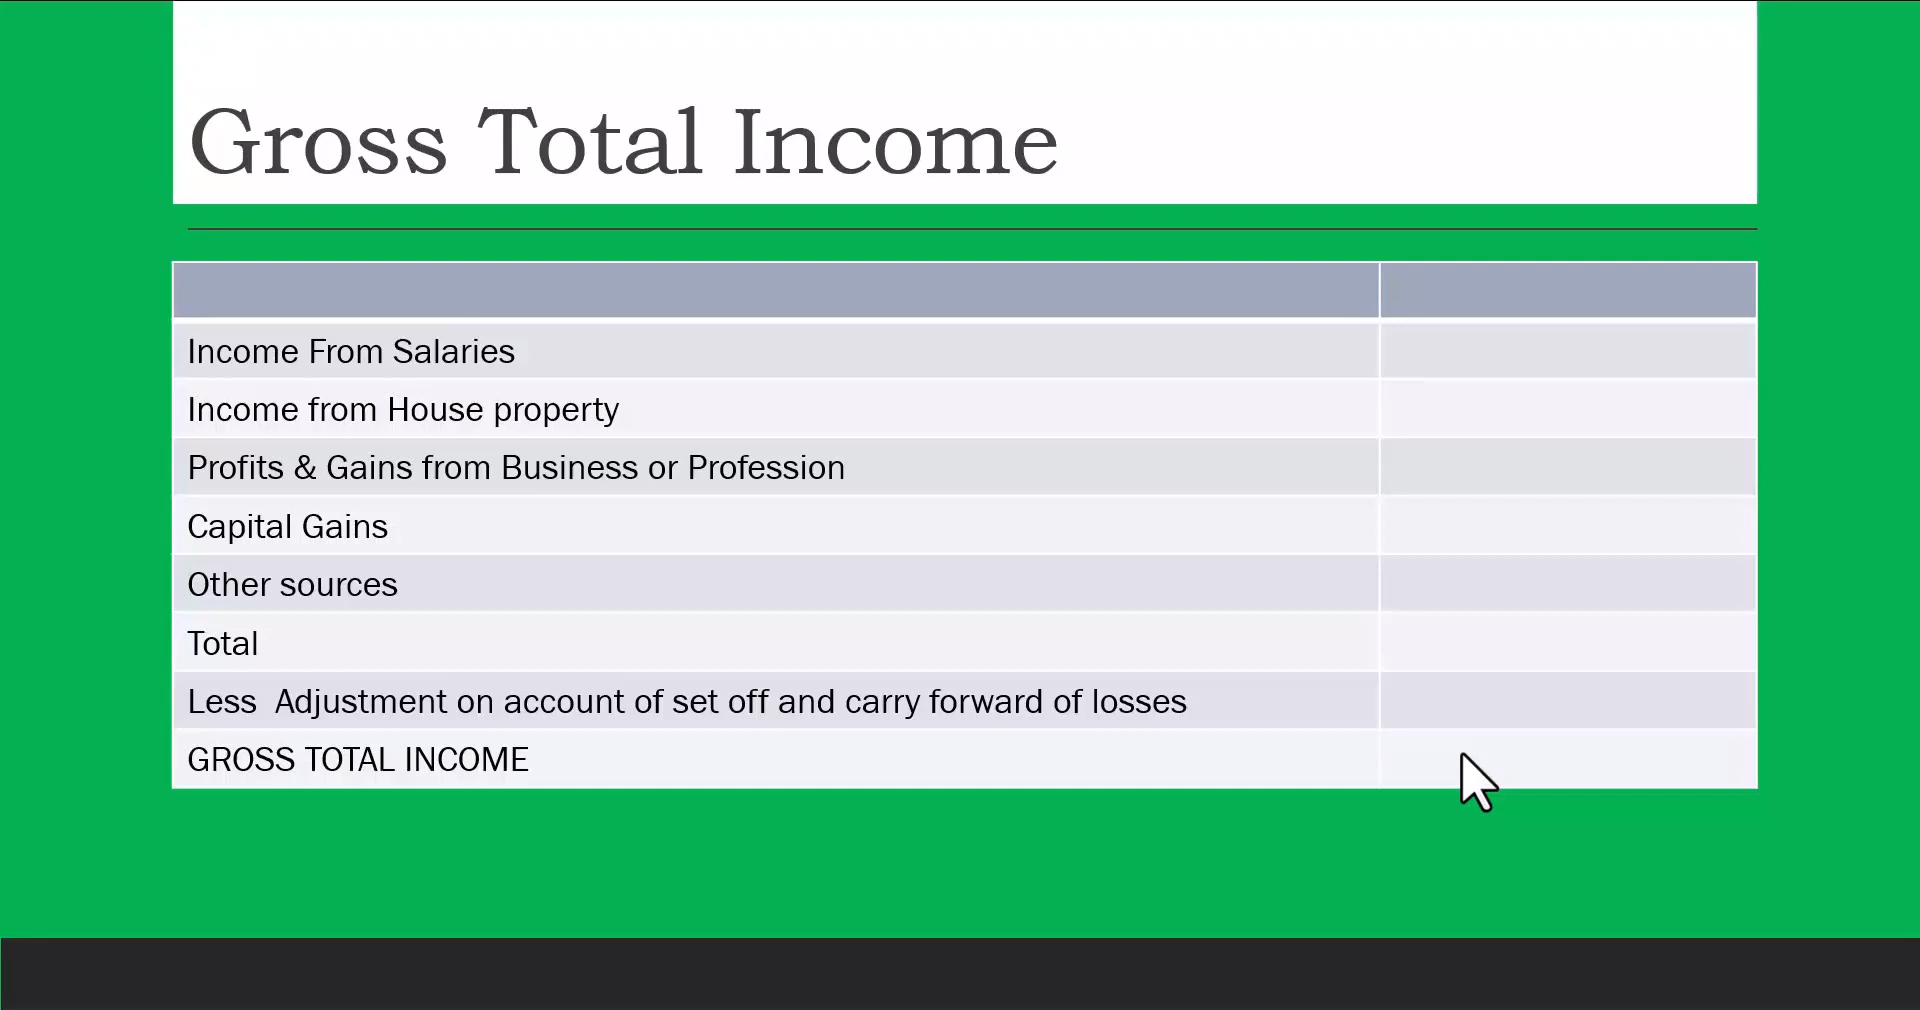 Gross Total Income
Income From Salaries
Income from House property
Profits & Gains from Business or Profession
Capital Gains
Other sources
Total
Less  Adjustment on account of set off and carry forward of losses
GROSS TOTAL INCOME